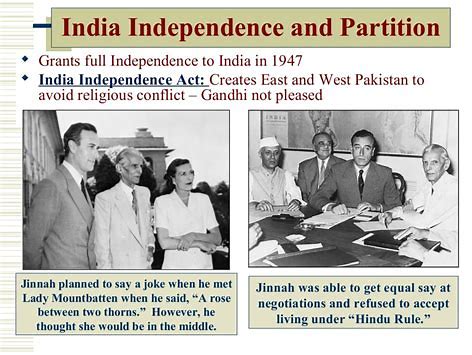 India Independence and Partition
Grants full Independence to India in 1947
India Independence Act: Creates East and West Pakistan to
avoid religious conflict – Gandhi not pleased
Jinnah planned to say a joke when he met
Lady Mountbatten when he said, “A rose
between two thorns.” However, he
thought she would be in the middle.
Jinnah was able to get equal say at
negotiations and refused to accept
living under “Hindu Rule.”